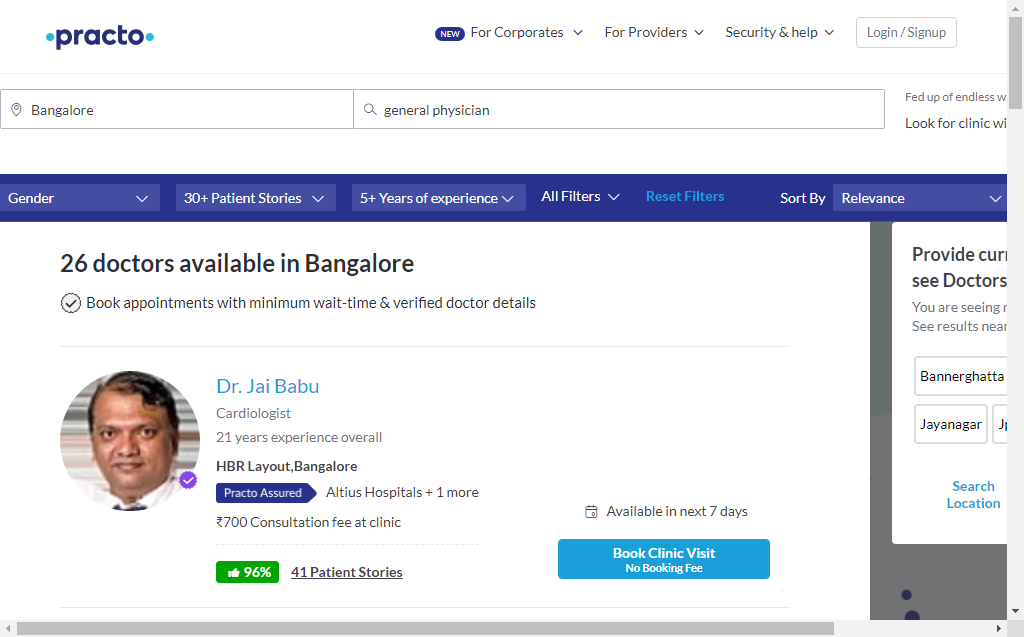 practo
NEW For Corporates
For Providers
Security & help
Login / Signup
Bangalore
general physician
Fed up of endless w
Look for clinic wi
Gender
30+ Patient Stories
5+ Years of experience
All Filters
Reset Filters
Sort By
Relevance
26 doctors available in Bangalore
Book appointments with minimum wait-time & verified doctor details
Dr. Jai Babu
Cardiologist
21 years experience overall
HBR Layout,Bangalore
Practo Assured Altius Hospitals + 1 more
₹700 Consultation fee at clinic
96% 41 Patient Stories
Available in next 7 days
Book Clinic Visit
No Booking Fee
Provide curr
see Doctors
You are seeing r
See results near
Bannerghatta
Jayanagar
Jp
Search
Location